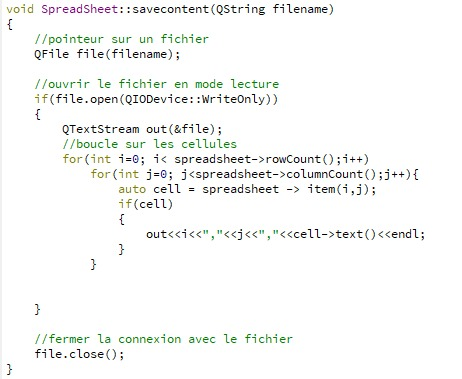 void SpreadSheet::savecontent(QString filename)
{
    //pointeur sur un fichier
    QFile file(filename);

    //ouvrir le fichier en mode lecture
    if(file.open(QIODevice::WriteOnly))
    {
        QTextStream out(&file);
        //boucle sur les cellules
        for(int i=0; i< spreadsheet->rowCount();i++)
            for(int j=0; j<spreadsheet->columnCount();j++){
                auto cell = spreadsheet -> item(i,j);
                if(cell)
                {
                    out<<i<<","<<j<<","<<cell->text()<<endl;
                }
            }


    }

    //fermer la connexion avec le fichier
    file.close();
}